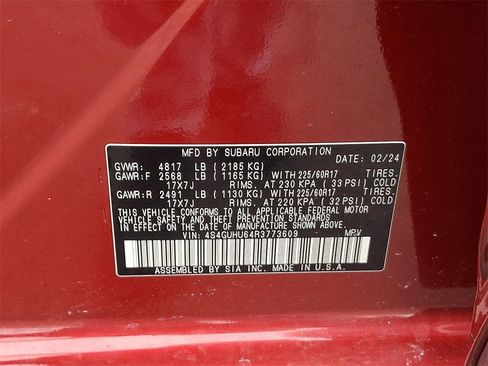 MFD BY SUBARU CORPORATION
GVWR: 4817 LB (2185 KG) DATE: 02/24
GAWR:F 2568 LB (1165 KG) WITH 225/60R17 TIRES.
17X7J RIMS. AT 230 KPA (33 PSI) COLD
GAWR:R 2491 LB (1130 KG) WITH 225/60R17 TIRES.
17X7J RIMS. AT 220 KPA (32 PSI) COLD
THIS VEHICLE CONFORMS TO ALL APPLICABLE FEDERAL MOTOR
VEHICLE SAFETY AND THEFT PREVENTION STANDARDS
IN EFFECT ON THE DATE OF MANUFACTURE SHOWN ABOVE.
VIN: 4S4GUHU64R3773609 MPV
ASSEMBLED BY SIA INC. MADE IN U.S.A.